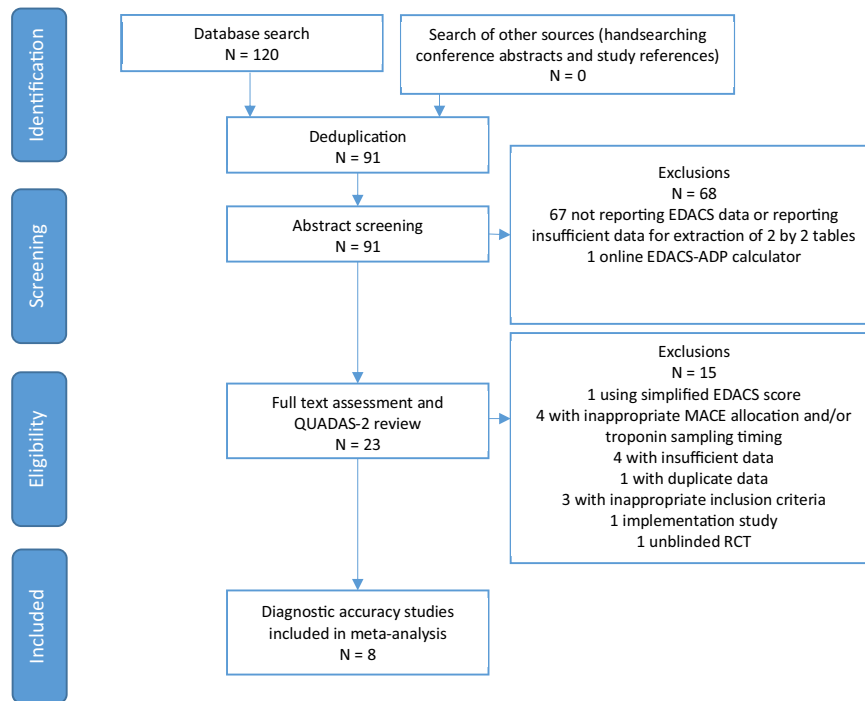 Identification
Database search
N = 120
Search of other sources (handsearching
conference abstracts and study references)
N = 0
Deduplication
N = 91
Screening
Abstract screening
N = 91
Exclusions
N = 68
67 not reporting EDACS data or reporting
insufficient data for extraction of 2 by 2 tables
1 online EDACS-ADP calculator
Eligibility
Full text assessment and
QUADAS-2 review
N = 23
Exclusions
N = 15
1 using simplified EDACS score
4 with inappropriate MACE allocation and/or
troponin sampling timing
4 with insufficient data
1 with duplicate data
3 with inappropriate inclusion criteria
1 implementation study
1 unblinded RCT
Included
Diagnostic accuracy studies
included in meta-analysis
N = 8